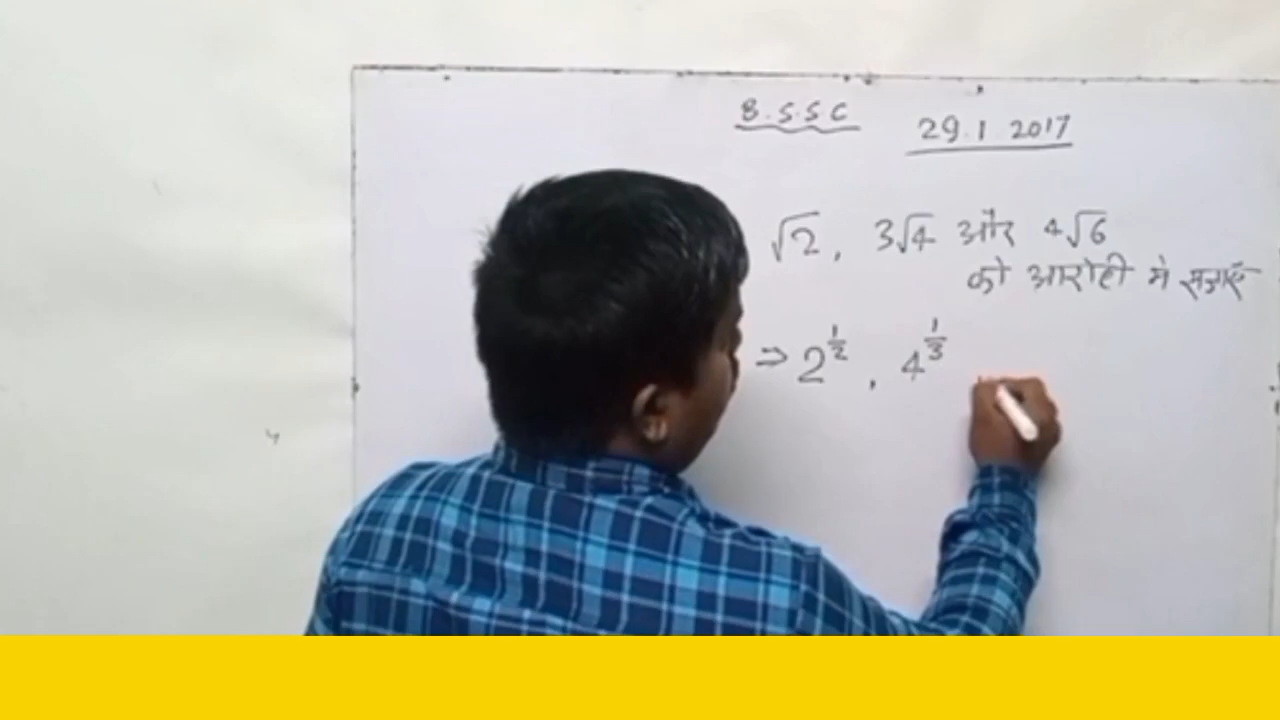 B.S.S.C 29.1 2017
√2, 3√4 और 4√6
को आरोही मे सजाएँ
⇒ 2^1/2, 4^1/3